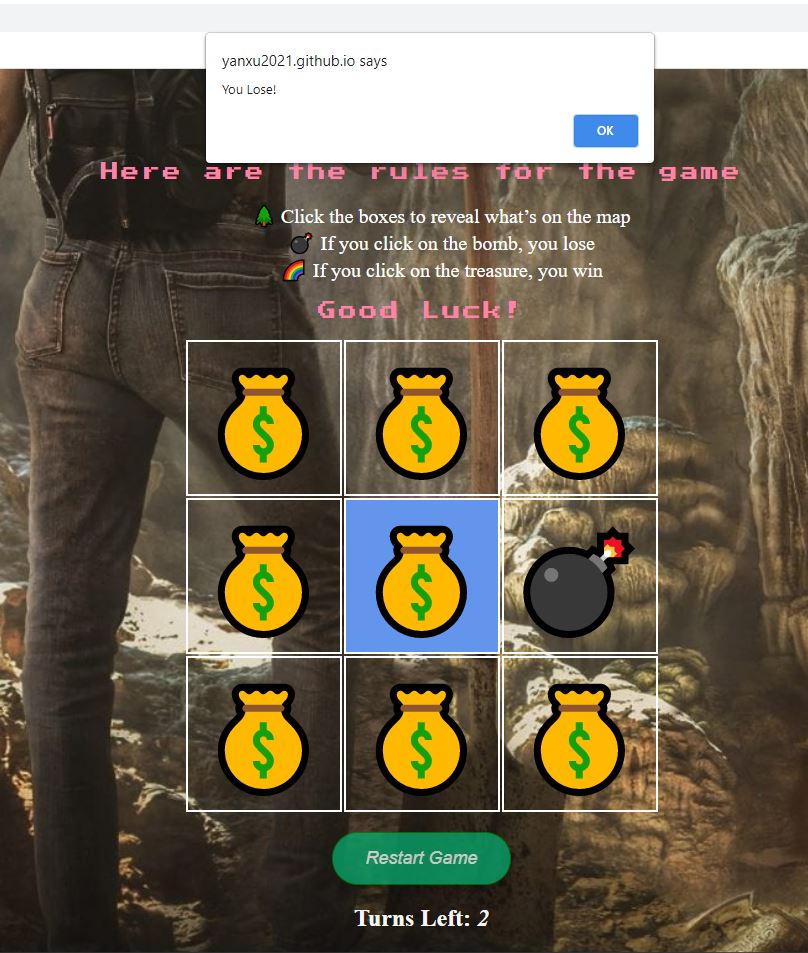 yanxu2021.github.io says
You Lose!
OK
Here are the rules for the game
🌲 Click the boxes to reveal what’s on the map
💣 If you click on the bomb, you lose
🌈 If you click on the treasure, you win
Good Luck!
$ $ $
$ $
$ $ $
Restart Game
Turns Left: 2